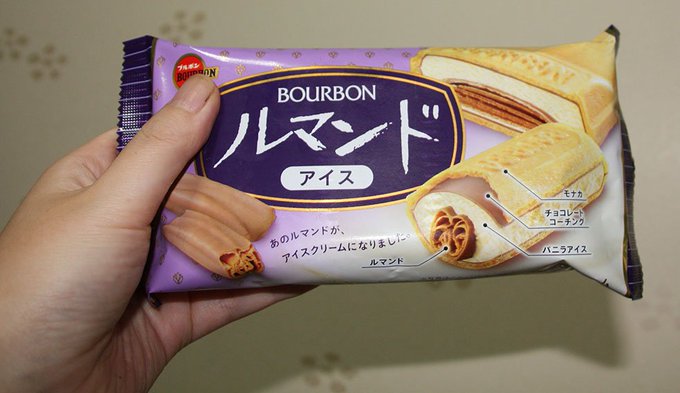 ブルボン
BOURBON
BOURBON
ルマンド
アイス
あのルマンドが、
アイスクリームになりました。
モナカ
チョコレート
コーチング
バニラアイス
ルマンド